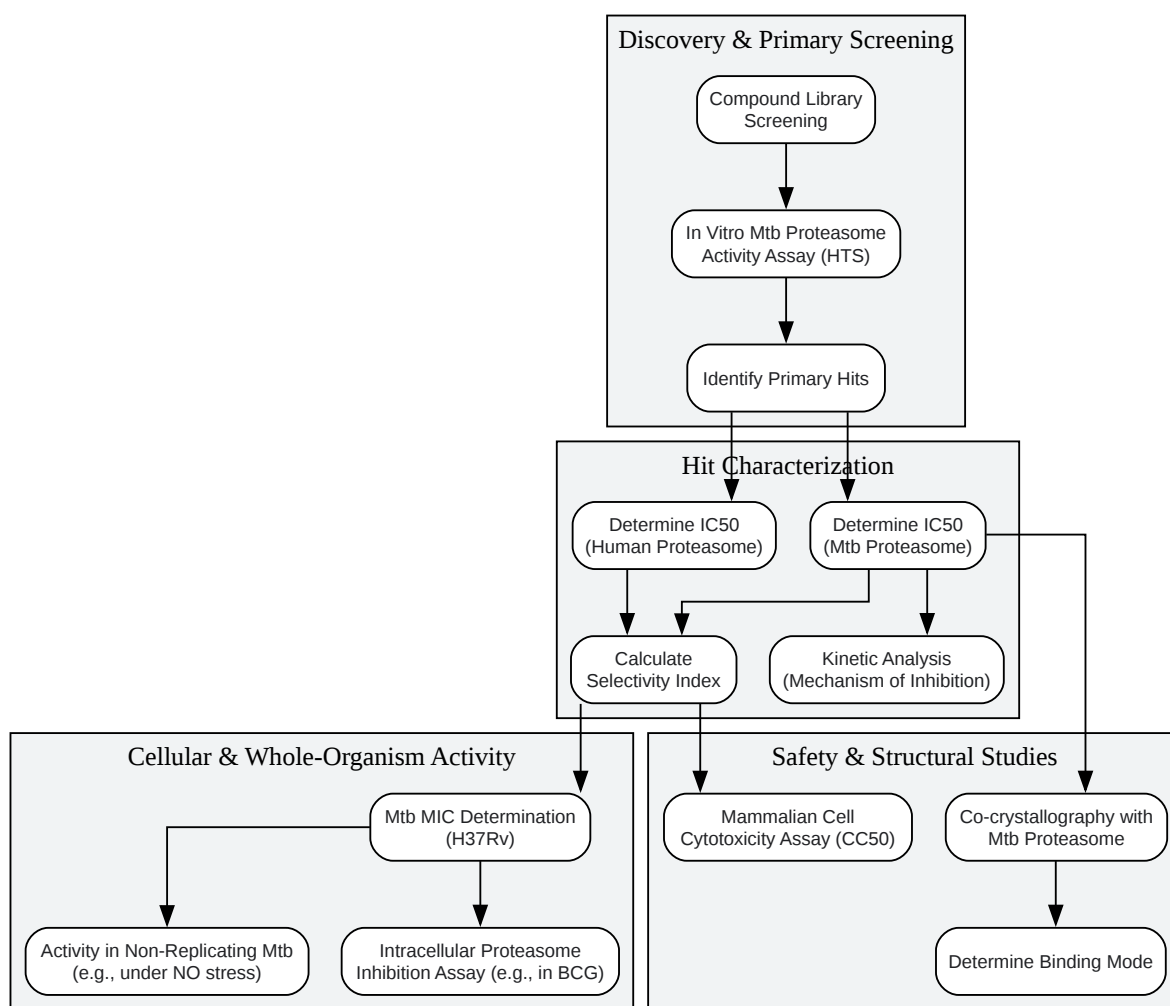 Discovery & Primary Screening
Compound Library
Screening
In Vitro Mtb Proteasome
Activity Assay (HTS)
Identify Primary Hits
Hit Characterization
Determine IC50
(Human Proteasome)
Determine IC50
(Mtb Proteasome)
Calculate
Selectivity Index
Kinetic Analysis
(Mechanism of Inhibition)
Cellular & Whole-Organism Activity
Mtb MIC Determination
(H37Rv)
Activity in Non-Replicating Mtb
(e.g., under NO stress)
Intracellular Proteasome
Inhibition Assay (e.g., in BCG)
Safety & Structural Studies
Mammalian Cell
Cytotoxicity Assay (CC50)
Co-crystallography with
Mtb Proteasome
Determine Binding Mode